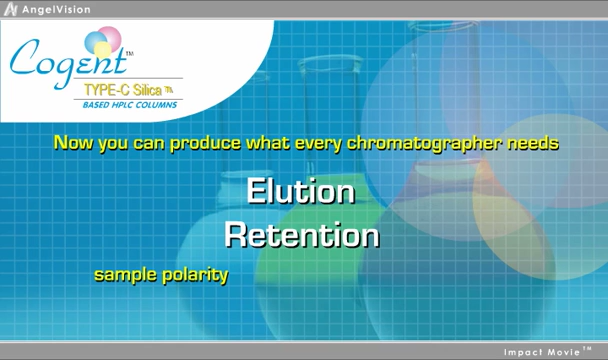 AngelVision
Cogent™
TYPE-C Silica™
BASED HPLC COLUMNS
Now you can produce what every chromatographer needs
Elution
Retention
sample polarity
Impact Movie™